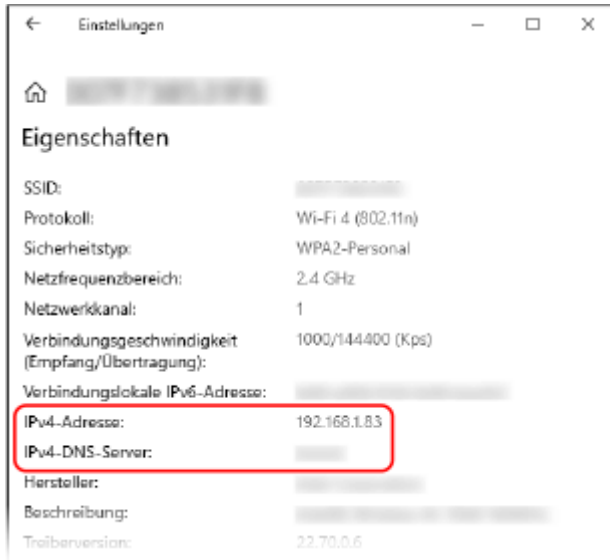 Einstellungen
Eigenschaften
SSID:
Protokoll: Wi-Fi 4 (802.11n)
Sicherheitstyp: WPA2-Personal
Netzfrequenzbereich: 2.4 GHz
Netzwerkkanal: 1
Verbindungsgeschwindigkeit 1000/144400 (Kps)
(Empfang/Übertragung):
Verbindungslokale IPv6-Adresse:
IPv4-Adresse: 192.168.1.83
IPv4-DNS-Server:
Hersteller:
Beschreibung:
Treiberversion: 22.70.0.6